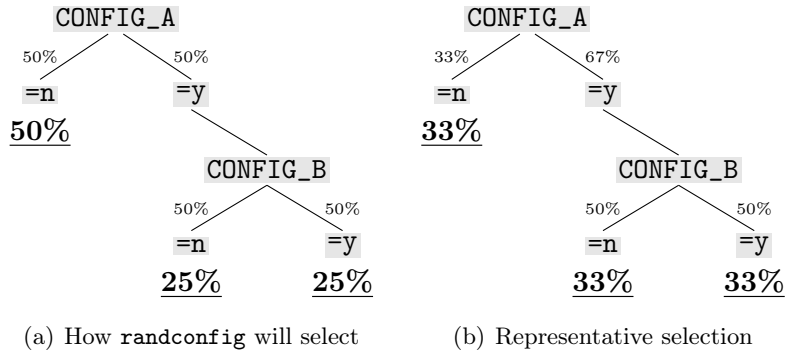 CONFIG_A
50% 50%
=n =y
50%
CONFIG_B
50% 50%
=n =y
25% 25%
(a) How randconfig will select
CONFIG_A
33% 67%
=n =y
33%
CONFIG_B
50% 50%
=n =y
33% 33%
(b) Representative selection